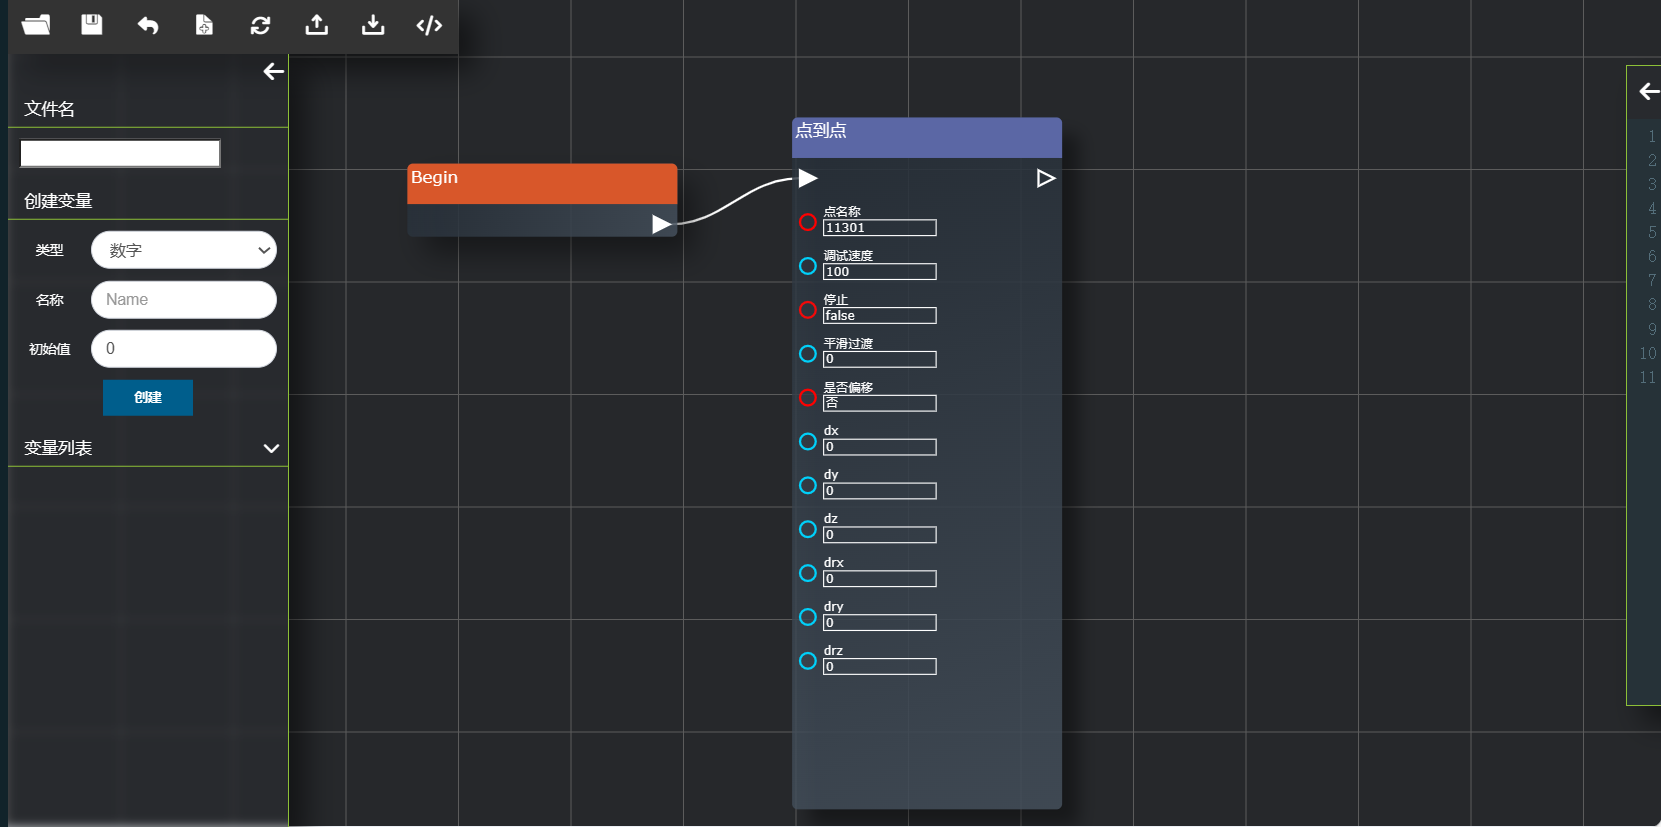 文件名
创建变量
类型
数字
名称
Name
初始值
0
创建
变量列表
Begin
点到点
点名称
11301
调试速度
100
停止
false
平滑过渡
0
是否偏移
否
dx
0
dy
0
dz
0
drx
0
dry
0
drz
0
1
2
3
4
5
6
7
8
9
10
11